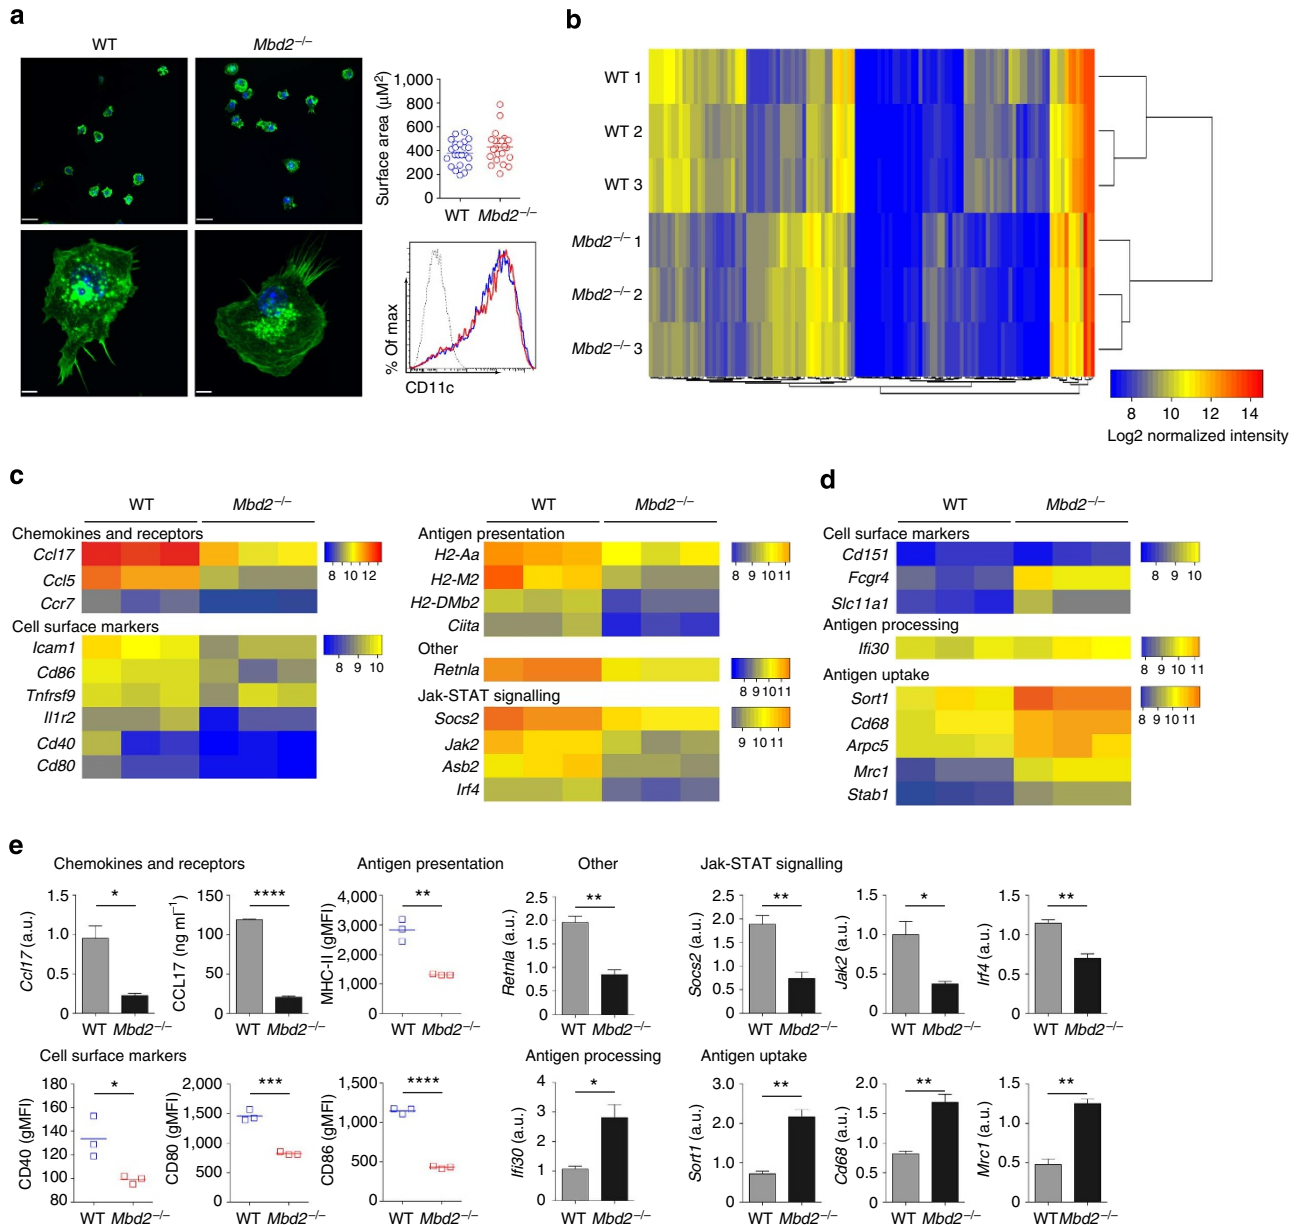 a
WT
Mbd2−/−
1,000
800
600
400
200
0
Surface area (μM2)
WT Mbd2−/−
% Of max
CD11c
b
WT 1
WT 2
WT 3
Mbd2−/− 1
Mbd2−/− 2
Mbd2−/− 3
8 10 12 14
Log2 normalized intensity
c
WT Mbd2−/−
Chemokines and receptors
Ccl17
Ccl5
Ccr7
8 10 12
Cell surface markers
Icam1
Cd86
Tnfrsf9
Il1r2
Cd40
Cd80
8 9 10
WT Mbd2−/−
Antigen presentation
H2-Aa
H2-M2
H2-DMb2
Ciita
8 9 10 11
Other
Retnla
8 9 10 11
Jak-STAT signalling
Socs2
Jak2
Asb2
Irf4
9 10 11
d
WT Mbd2−/−
Cell surface markers
Cd151
Fcgr4
Slc11a1
8 9 10
Antigen processing
Ifi30
8 9 10 11
Antigen uptake
Sort1
Cd68
Arpc5
Mrc1
Stab1
8 9 10 11
e
Chemokines and receptors
Ccl17 (a.u.)
1.5
1.0
0.5
0
*
WT Mbd2−/−
CCL17 (ng ml−1)
150
100
50
0
****
WT Mbd2−/−
Antigen presentation
MHC-II (gMFI)
4,000
3,000
2,000
1,000
0
**
WT Mbd2−/−
Other
Retnla (a.u.)
2.5
2.0
1.5
1.0
0.5
0
**
WT Mbd2−/−
Jak-STAT signalling
Socs2 (a.u.)
2.5
2.0
1.5
1.0
0.5
0
**
WT Mbd2−/−
Jak2 (a.u.)
1.5
1.0
0.5
0
*
WT Mbd2−/−
Irf4 (a.u.)
1.5
1.0
0.5
0
**
WT Mbd2−/−
Cell surface markers
CD40 (gMFI)
180
160
140
120
100
80
*
WT Mbd2−/−
CD80 (gMFI)
2,000
1,500
1,000
500
0
***
WT Mbd2−/−
CD86 (gMFI)
1,500
1,000
500
0
****
WT Mbd2−/−
Antigen processing
Ifi30 (a.u.)
4
3
2
1
0
*
WT Mbd2−/−
Antigen uptake
Sort1 (a.u.)
3.0
2.0
1.0
0
**
WT Mbd2−/−
Cd68 (a.u.)
2.0
1.5
1.0
0.5
0
**
WT Mbd2−/−
Mrc1 (a.u.)
1.5
1.0
0.5
0
**
WT Mbd2−/−